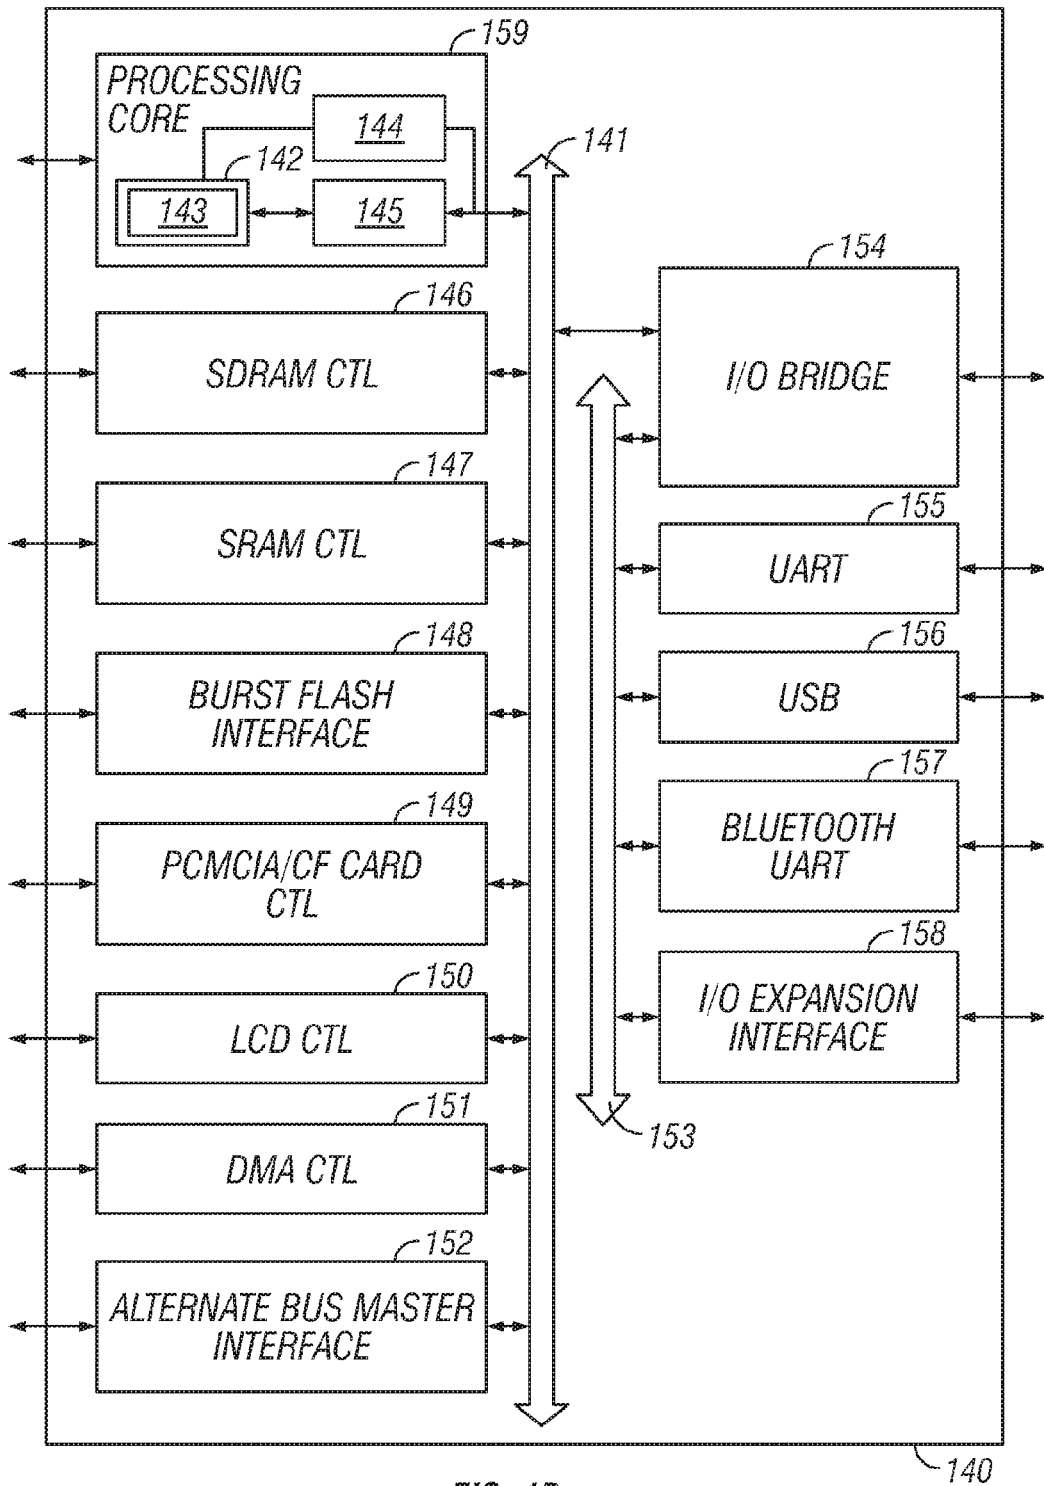 159
PROCESSING
CORE
144
142
143
145
141
146
SDRAM CTL
147
SRAM CTL
148
BURST FLASH
INTERFACE
149
PCMCIA/CF CARD
CTL
150
LCD CTL
151
DMA CTL
152
ALTERNATE BUS MASTER
INTERFACE
154
I/O BRIDGE
155
UART
156
USB
157
BLUETOOTH
UART
158
I/O EXPANSION
INTERFACE
153
140